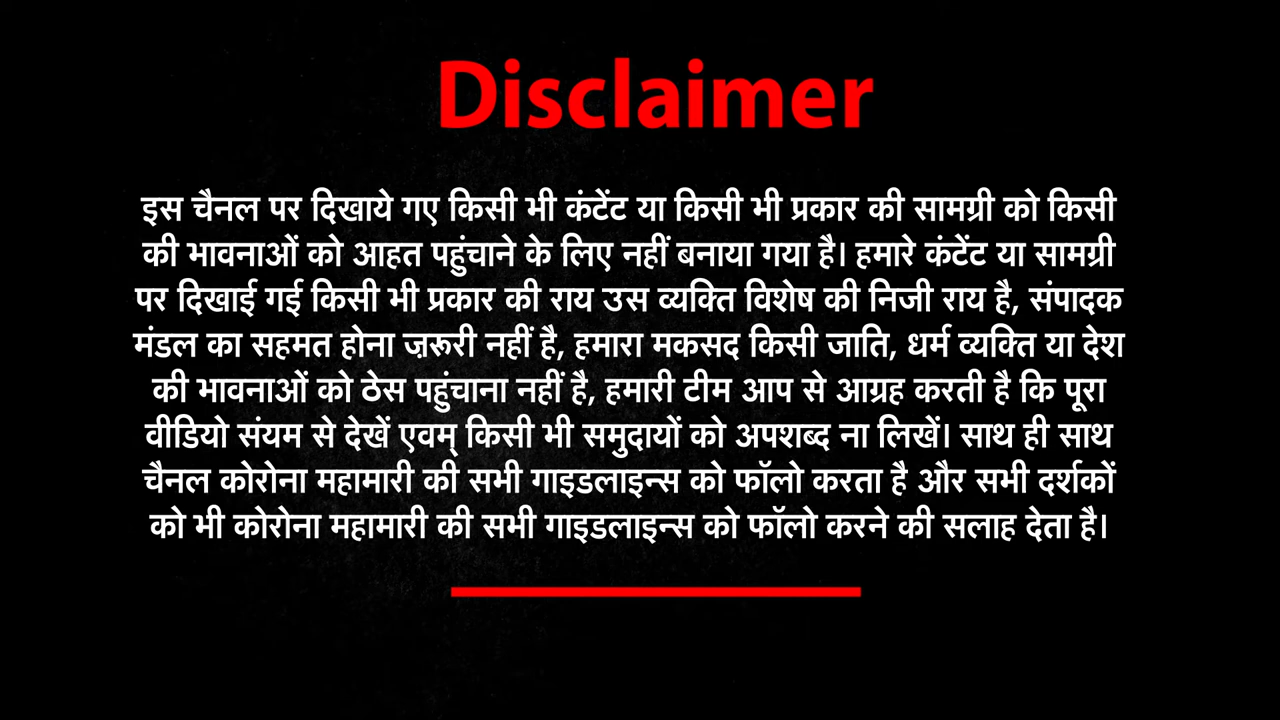 Disclaimer
इस चैनल पर दिखाये गए किसी भी कंटेंट या किसी भी प्रकार की सामग्री को किसी
की भावनाओं को आहत पहुंचाने के लिए नहीं बनाया गया है। हमारे कंटेंट या सामग्री
पर दिखाई गई किसी भी प्रकार की राय उस व्यक्ति विशेष की निजी राय है, संपादक
मंडल का सहमत होना ज़रूरी नहीं है, हमारा मकसद किसी जाति, धर्म व्यक्ति या देश
की भावनाओं को ठेस पहुंचाना नहीं है, हमारी टीम आप से आग्रह करती है कि पूरा
वीडियो संयम से देखें एवम् किसी भी समुदायों को अपशब्द ना लिखें। साथ ही साथ
चैनल कोरोना महामारी की सभी गाइडलाइन्स को फॉलो करता है और सभी दर्शकों
को भी कोरोना महामारी की सभी गाइडलाइन्स को फॉलो करने की सलाह देता है।